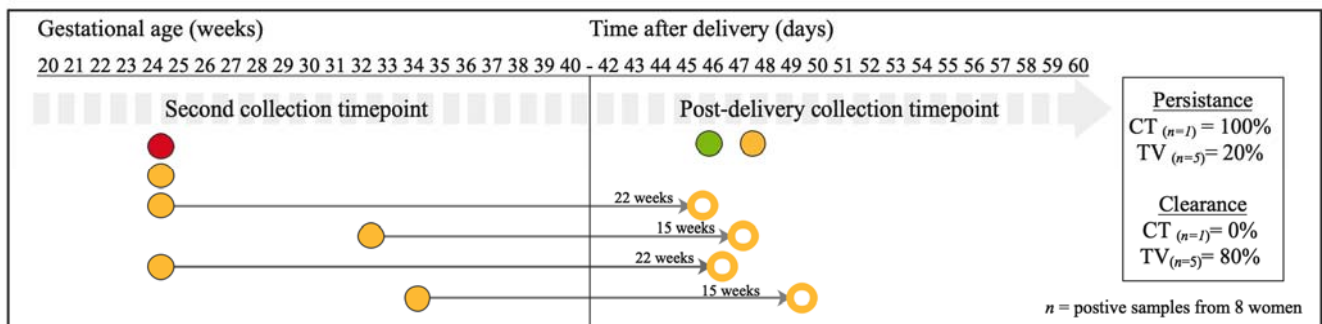 Gestational age (weeks) Time after delivery (days)
20 21 22 23 24 25 26 27 28 29 30 31 32 33 34 35 36 37 38 39 40 - 42 43 44 45 46 47 48 49 50 51 52 53 54 55 56 57 58 59 60
Second collection timepoint Post-delivery collection timepoint
22 weeks
15 weeks
22 weeks
15 weeks
Persistance
CT (n=1) = 100%
TV (n=5) = 20%
Clearance
CT (n=1)= 0%
TV(n=5)= 80%
n = postive samples from 8 women